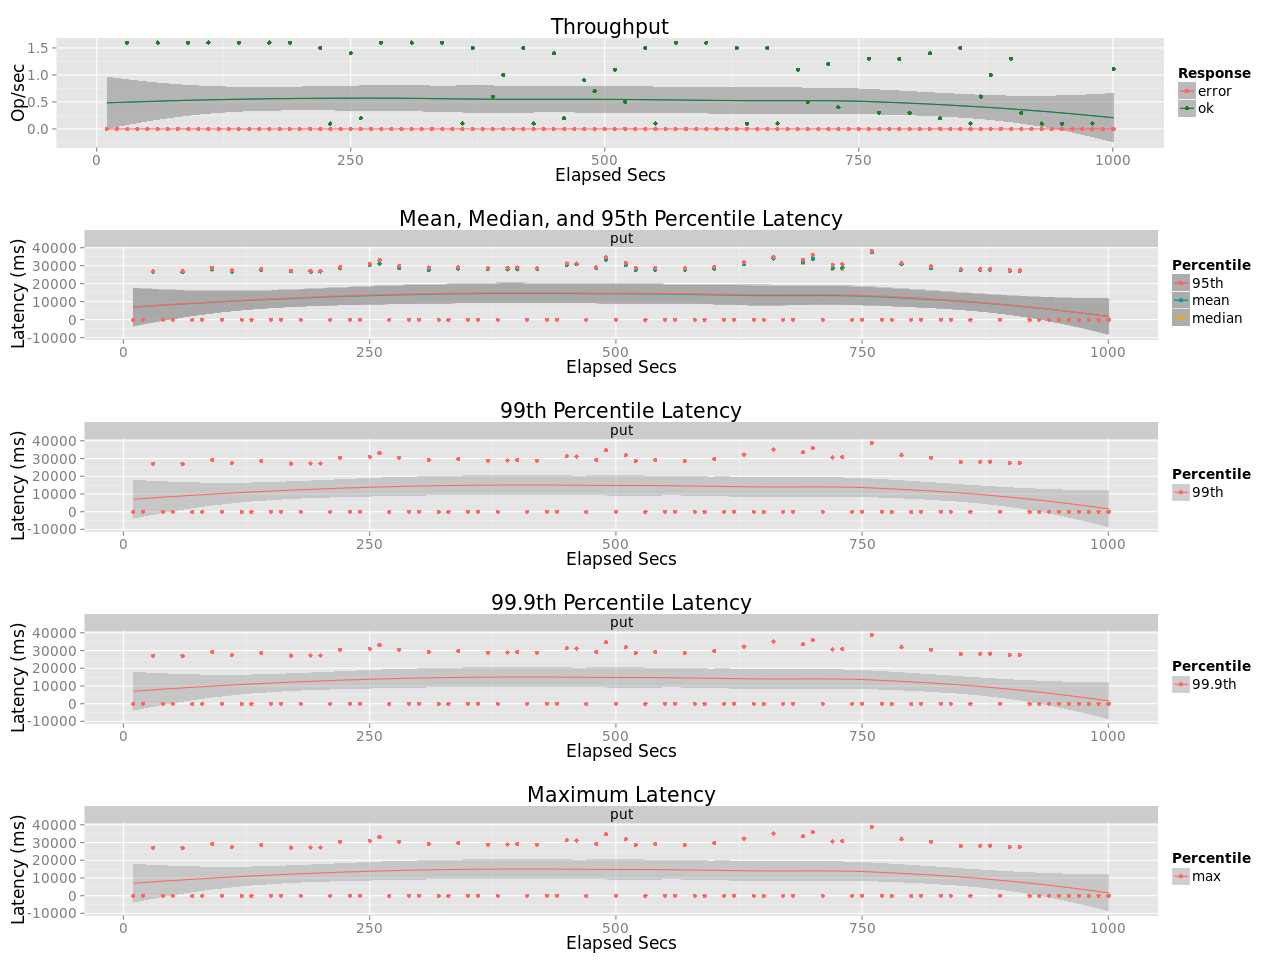 Throughput
Op/sec
1.5
1.0
0.5
0.0
0 250 500 750 1000
Elapsed Secs
Response
error
ok
Mean, Median, and 95th Percentile Latency
put
Latency (ms)
40000
30000
20000
10000
0
-10000
0 250 500 750 1000
Elapsed Secs
Percentile
95th
mean
median
99th Percentile Latency
put
Latency (ms)
40000
30000
20000
10000
0
-10000
0 250 500 750 1000
Elapsed Secs
Percentile
99th
99.9th Percentile Latency
put
Latency (ms)
40000
30000
20000
10000
0
-10000
0 250 500 750 1000
Elapsed Secs
Percentile
99.9th
Maximum Latency
put
Latency (ms)
40000
30000
20000
10000
0
-10000
0 250 500 750 1000
Elapsed Secs
Percentile
max